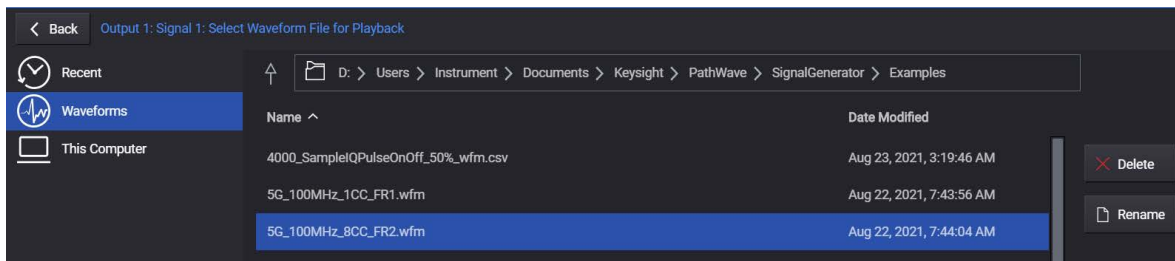 Back Output 1: Signal 1: Select Waveform File for Playback
Recent
D: > Users > Instrument > Documents > Keysight > PathWave > SignalGenerator > Examples
Waveforms
Name Date Modified
This Computer
4000_SampleIQPulseOnOff_50%_wfm.csv Aug 23, 2021, 3:19:46 AM
Delete
5G_100MHz_1CC_FR1.wfm Aug 22, 2021, 7:43:56 AM
Rename
5G_100MHz_8CC_FR2.wfm Aug 22, 2021, 7:44:04 AM